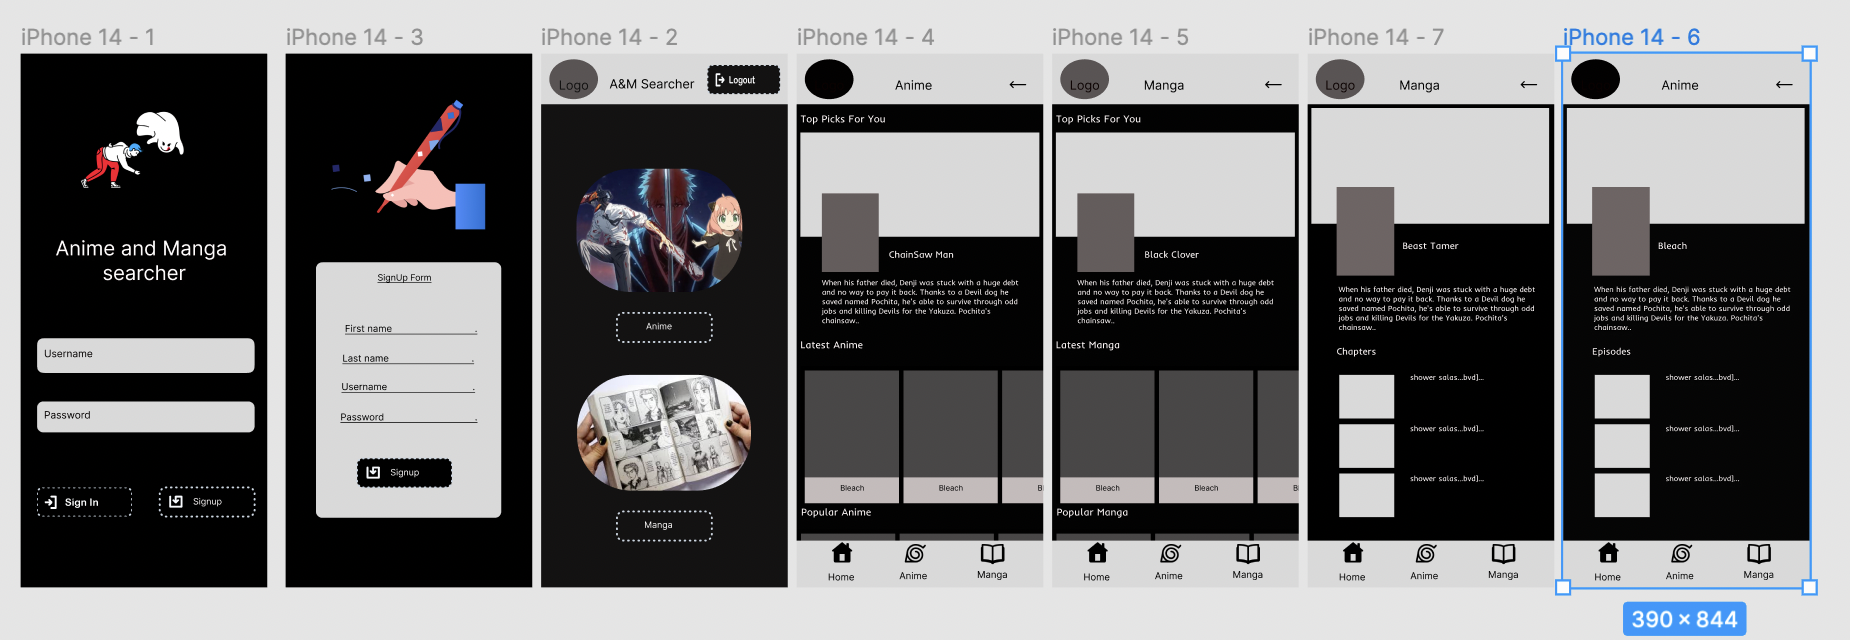 iPhone 14 - 1
Anime and Manga
searcher
Username
Password
Sign In
Signup
iPhone 14 - 3
SignUp Form
First name
Last name
Username
Password
Signup
iPhone 14 - 2
Logo
A&M Searcher
Logout
Anime
Manga
iPhone 14 - 4
Anime
←
Top Picks For You
ChainSaw Man
When his father died, Denji was stuck with a huge debt
and no way to pay it back. Thanks to a Devil dog he
saved named Pochita, he's able to survive through odd
jobs and killing Devils for the Yakuza. Pochita's
chainsaw..
Latest Anime
Bleach
Bleach
B
Popular Anime
Home
Anime
Manga
iPhone 14 - 5
Logo
Manga
←
Top Picks For You
Black Clover
When his father died, Denji was stuck with a huge debt
and no way to pay it back. Thanks to a Devil dog he
saved named Pochita, he's able to survive through odd
jobs and killing Devils for the Yakuza. Pochita's
chainsaw..
Latest Manga
Bleach
Bleach
B
Popular Manga
Home
Anime
Manga
iPhone 14 - 7
Logo
Manga
←
Beast Tamer
When his father died, Denji was stuck with a huge debt
and no way to pay it back. Thanks to a Devil dog he
saved named Pochita, he's able to survive through odd
jobs and killing Devils for the Yakuza. Pochita's
chainsaw..
Chapters
shower salas...bvd]...
shower salas...bvd]...
shower salas...bvd]...
Home
Anime
Manga
iPhone 14 - 6
Anime
←
Bleach
When his father died, Denji was stuck with a huge debt
and no way to pay it back. Thanks to a Devil dog he
saved named Pochita, he's able to survive through odd
jobs and killing Devils for the Yakuza. Pochita's
chainsaw..
Episodes
shower salas...bvd]...
shower salas...bvd]...
shower salas...bvd]...
Home
Anime
Manga
390 × 844